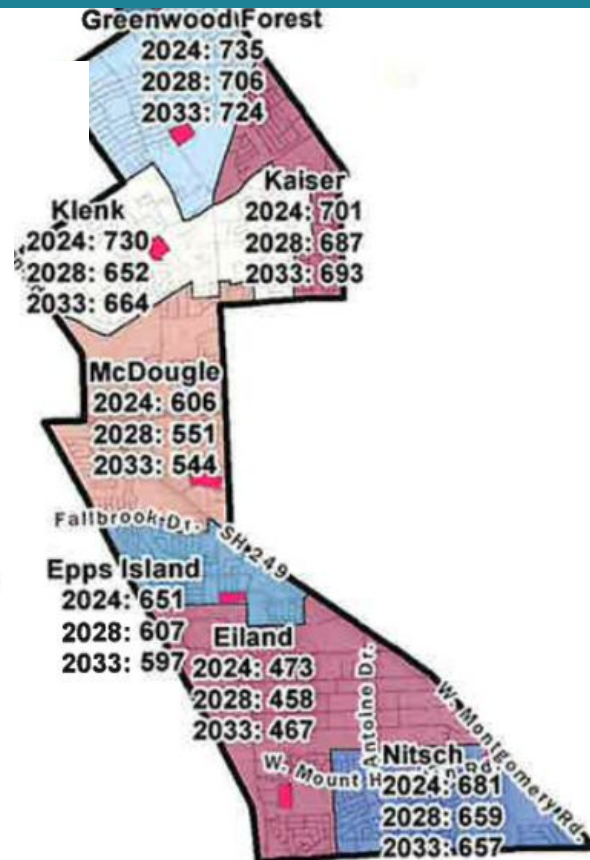 Greenwood Forest
2024: 735
2028: 706
2033: 724
Kaiser
2024: 701
2028: 687
2033: 693
Klenk
2024: 730
2028: 652
2033: 664
McDougle
2024: 606
2028: 551
2033: 544
Fallbrook Dr.
SH 249
Epps Island
2024: 651
2028: 607
2033: 597
Eiland
2024: 473
2028: 458
2033: 467
Antoine Dr.
W. Montgomery Rd.
W. Mount H
Nitsch
2024: 681
2028: 659
2033: 657